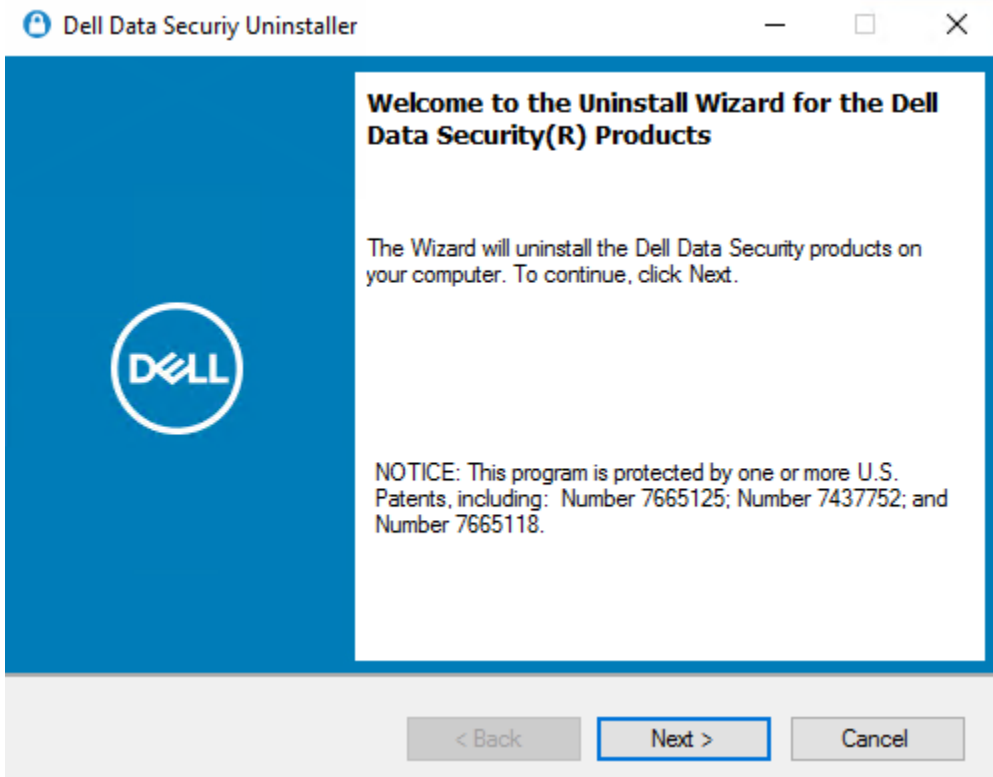 Dell Data Securiy Uninstaller
Welcome to the Uninstall Wizard for the Dell
Data Security(R) Products
The Wizard will uninstall the Dell Data Security products on
your computer. To continue, click Next.
DELL
NOTICE: This program is protected by one or more U.S.
Patents, including:  Number 7665125; Number 7437752; and
Number 7665118.
< Back
Next >
Cancel